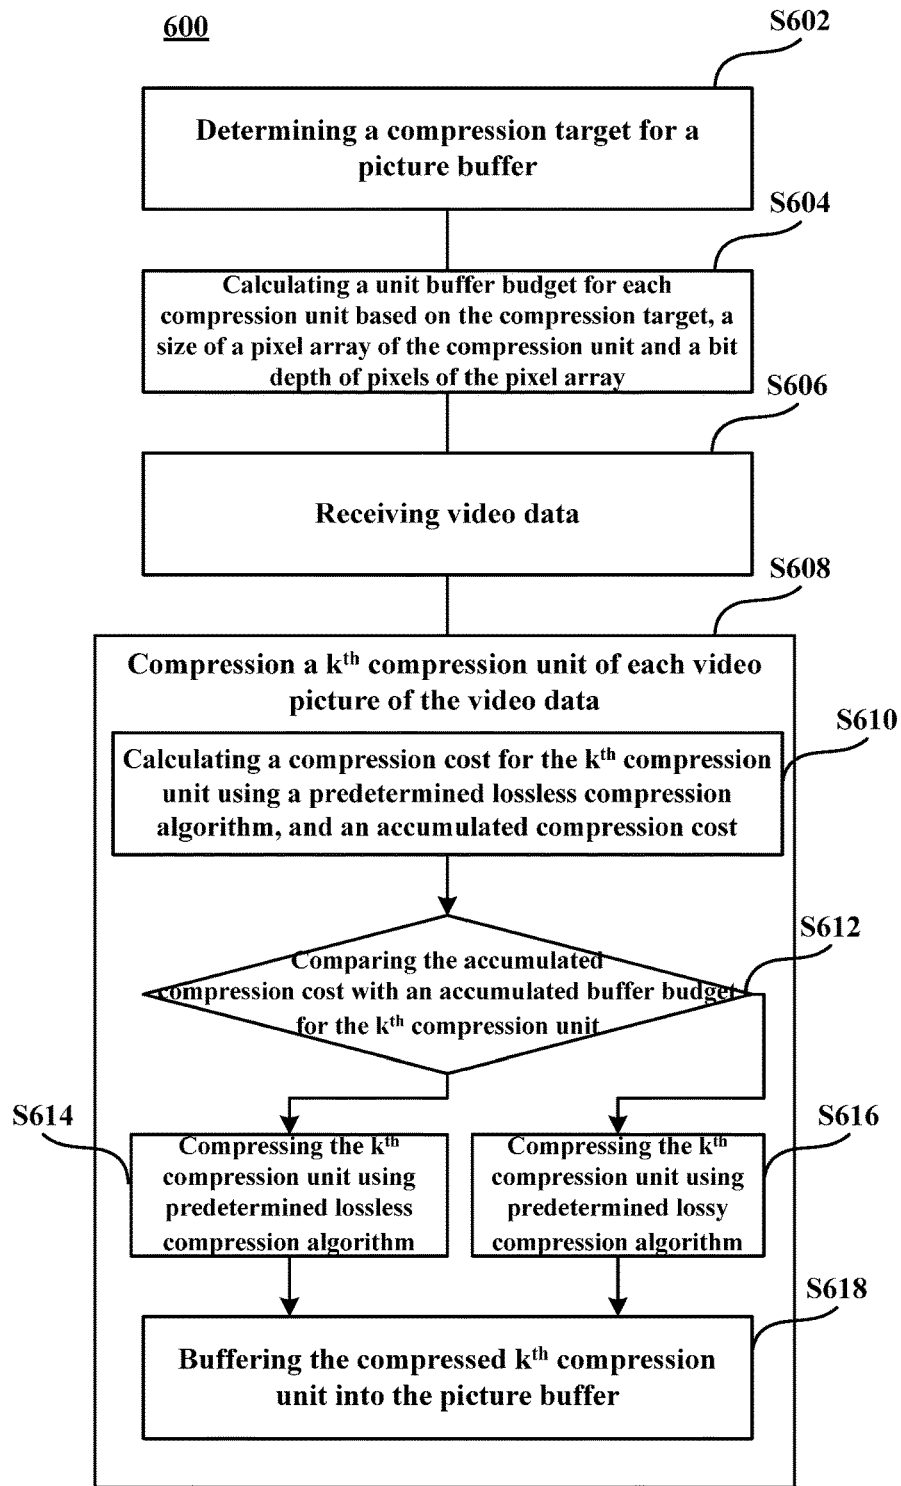 600
S602
Determining a compression target for a
picture buffer
S604
Calculating a unit buffer budget for each
compression unit based on the compression target, a
size of a pixel array of the compression unit and a bit
depth of pixels of the pixel array
S606
Receiving video data
S608
Compression a kth compression unit of each video
picture of the video data
S610
Calculating a compression cost for the kth compression
unit using a predetermined lossless compression
algorithm, and an accumulated compression cost
S612
Comparing the accumulated
compression cost with an accumulated buffer budget
for the kth compression unit
S614
Compressing the kth
compression unit using
predetermined lossless
compression algorithm
S616
Compressing the kth
compression unit using
predetermined lossy
compression algorithm
S618
Buffering the compressed kth compression
unit into the picture buffer